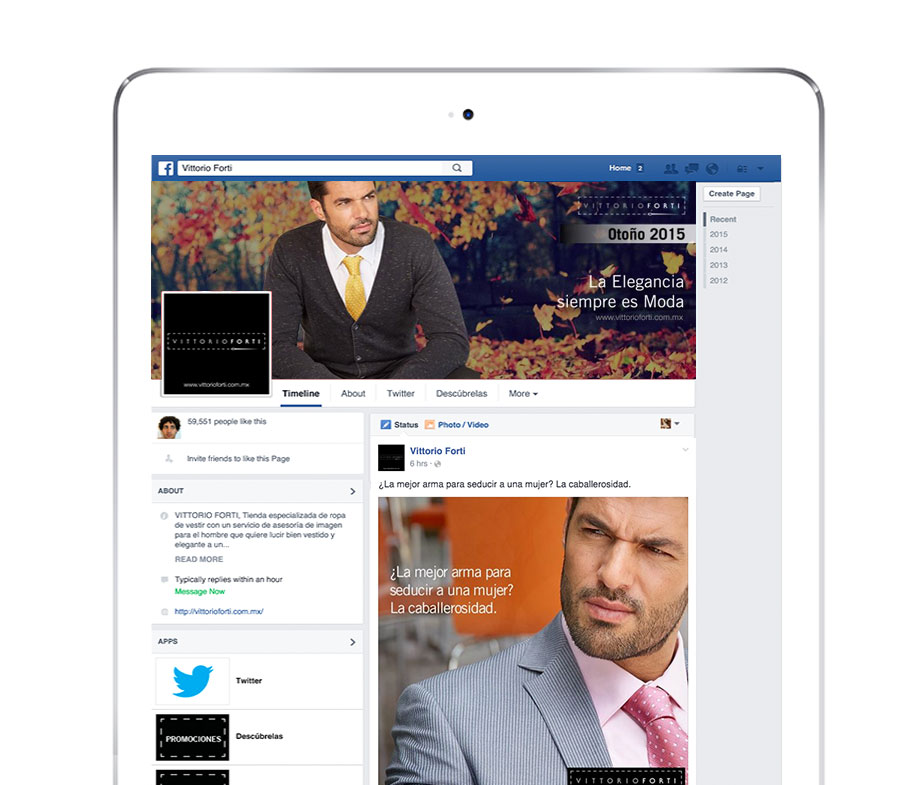 Vittorio Forti
Home 2
VITTORIOFORTI
Otoño 2015
La Elegancia
siempre es Moda
www.vittorioforti.com.mx
Create Page
Recent
2015
2014
2013
2012
VITTORIOFORTI
www.vittorioforti.com.mx
Timeline About Twitter Descúbrelas More
59,551 people like this
Invite friends to like this Page
ABOUT
VITTORIO FORTI, Tienda especializada de ropa
de vestir con un servicio de asesoría de imagen
para el hombre que quiere lucir bien vestido y
elegante a un...
READ MORE
Typically replies within an hour
Message Now
http://vittorioforti.com.mx/
APPS
Twitter
PROMOCIONES
Descúbrelas
Status Photo / Video
Vittorio Forti
6 hrs ·
¿La mejor arma para seducir a una mujer? La caballerosidad.
¿La mejor arma para
seducir a una mujer?
La caballerosidad.
VITTORIOFORTI